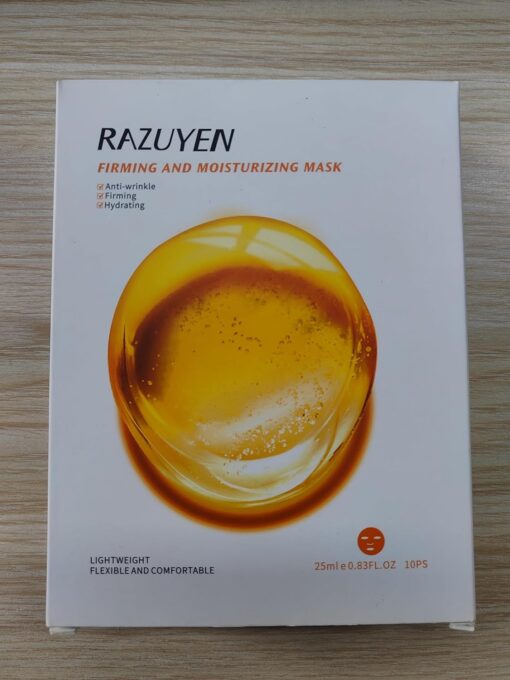 RAZUYEN
FIRMING AND MOISTURIZING MASK
Anti-wrinkle
Firming
Hydrating
LIGHTWEIGHT
FLEXIBLE AND COMFORTABLE
25ml e 0.83FL.OZ 10PS